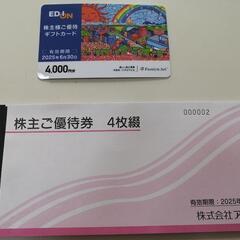 EDION
株主様ご優待
ギフトカード
有効期限
2025年6月30日
4,000円分
000002
株主ご優待券 4枚綴
有効期限：2025年
株式会社ア